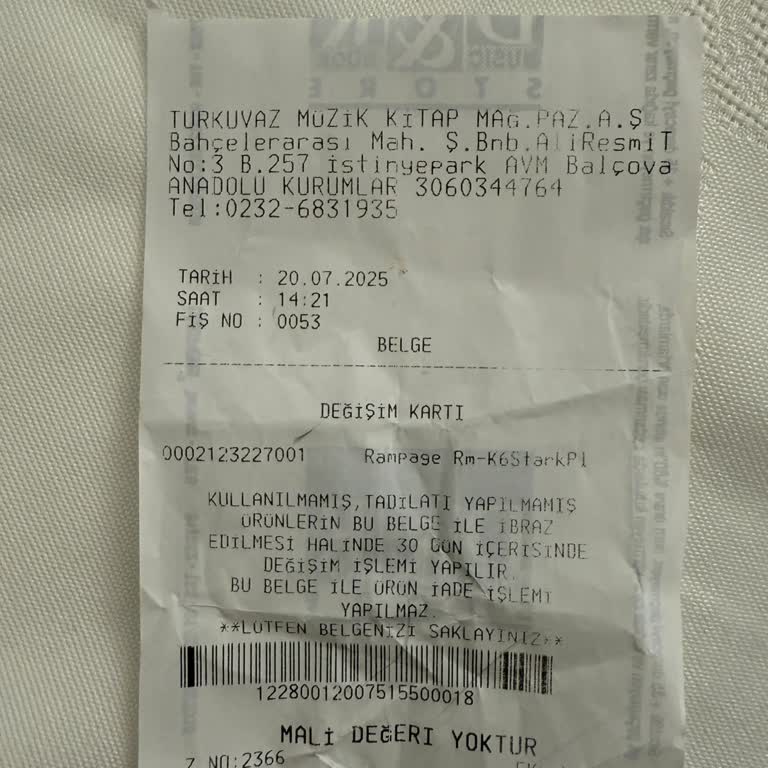 TURKUVAZ MÜZİK KİTAP MAĞ.PAZ.A.Ş
Bahçelerarası Mah. Ş.Bnb.AliResmiT
No:3 B.257 İstinyepark AVM Balçova
ANADOLU KURUMLAR 3060344764
Tel:0232-6831935
TARİH : 20.07.2025
SAAT : 14:21
FİŞ NO : 0053
BELGE
DEĞİŞİM KARTI
0002123227001 Rampage Rm-K6StarkPl
KULLANILMAMIŞ,TADİLATI YAPILMAMIŞ
ÜRÜNLERİN BU BELGE İLE İBRAZ
EDİLMESİ HALİNDE 30 GÜN İÇERİSİNDE
DEĞİŞİM İŞLEMİ YAPILIR.
BU BELGE İLE ÜRÜN İADE İŞLEMİ
YAPILMAZ.
**LÜTFEN BELGENİZİ SAKLAYINIZ**
12280012007515500018
MALİ DEĞERİ YOKTUR
Z NO:2366